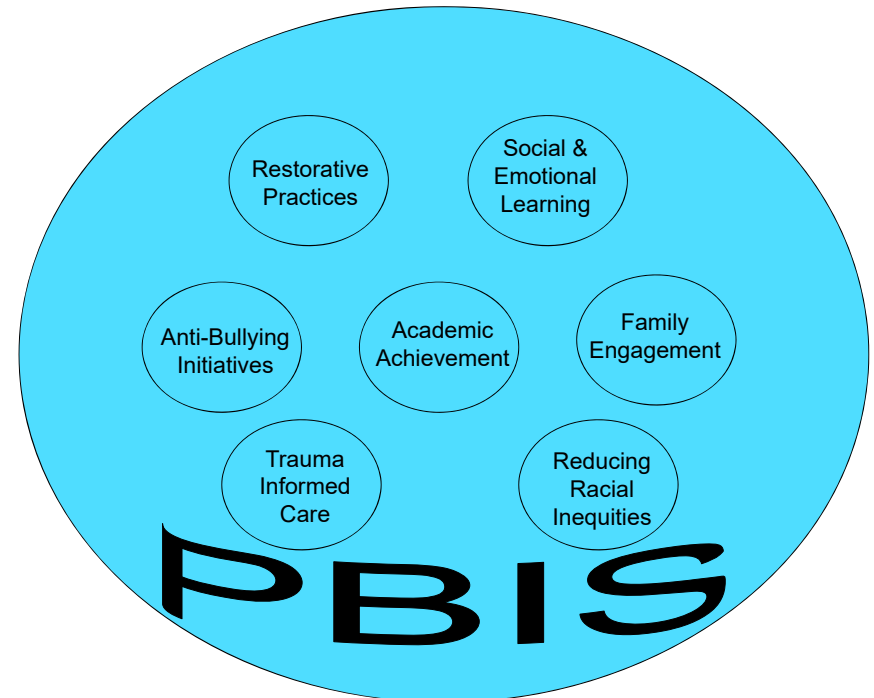 Restorative
Practices
Social &
Emotional
Learning
Anti-Bullying
Initiatives
Academic
Achievement
Family
Engagement
Trauma
Informed
Care
Reducing
Racial
Inequities
PBIS